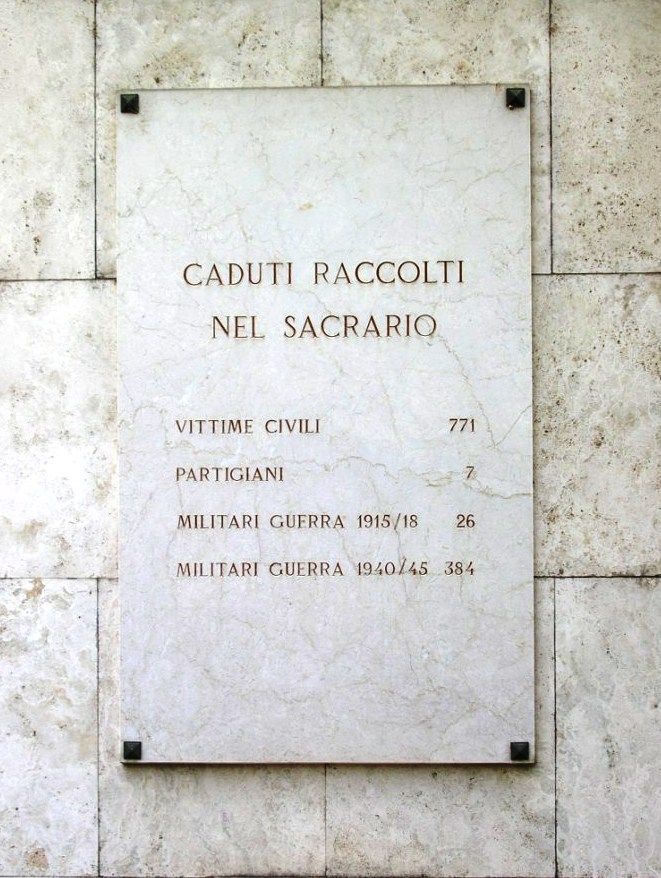 CADUTI RACCOLTI
NEL SACRARIO
VITTIME CIVILI 771
PARTIGIANI 7
MILITARI GUERRA 1915/18 26
MILITARI GUERRA 1940/45 384